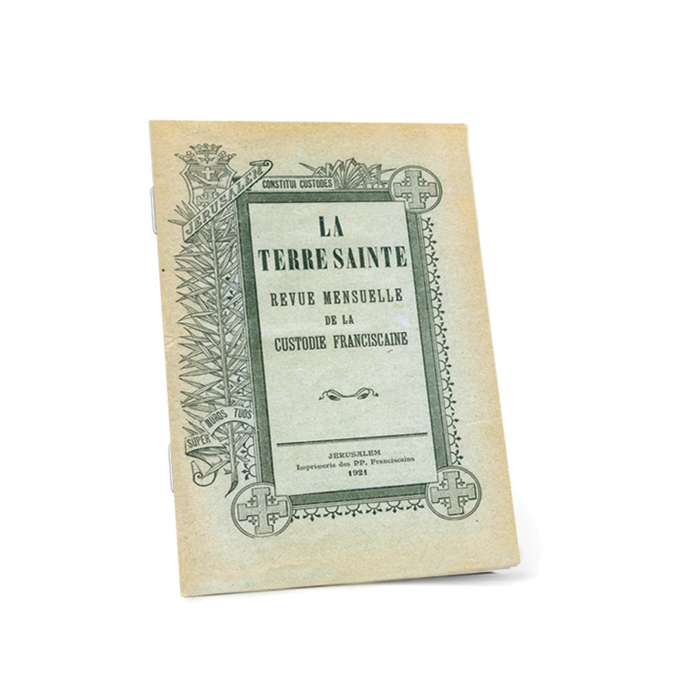 JERUSALEM
CONSTITUI CUSTODES
LA
TERRE SAINTE
REVUE MENSUELLE
DE LA
CUSTODIE FRANCISCAINE
SUPER MUROS TUOS
JÉRUSALEM
Imprimerie des PP. Franciscains
1921